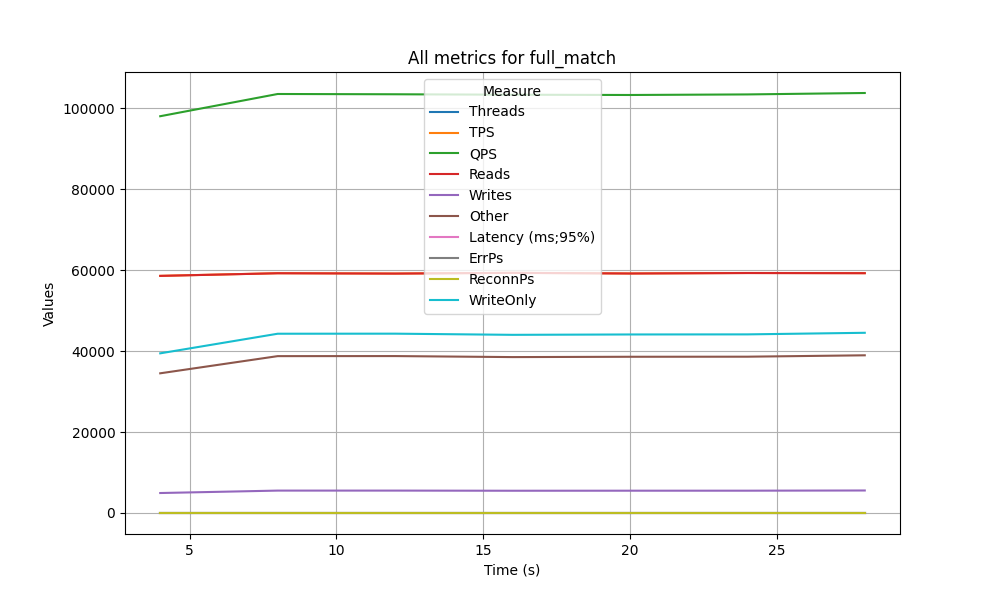 All metrics for full_match
Measure
Threads
TPS
QPS
Reads
Writes
Other
Latency (ms;95%)
ErrPs
ReconnPs
WriteOnly
100000
80000
60000
40000
20000
0
Values
5 10 15 20 25
Time (s)